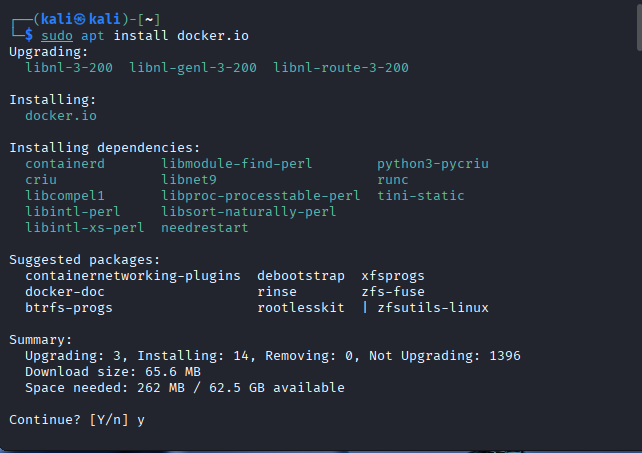 ┌──(kali㉿kali)-[~]
└─$ sudo apt install docker.io
Upgrading:
  libnl-3-200  libnl-genl-3-200  libnl-route-3-200

Installing:
  docker.io

Installing dependencies:
  containerd       libmodule-find-perl        python3-pycriu
  criu             libnet9                    runc
  libcompel1       libproc-processtable-perl  tini-static
  libintl-perl     libsort-naturally-perl
  libintl-xs-perl  needrestart

Suggested packages:
  containernetworking-plugins  debootstrap  xfsprogs
  docker-doc                   rinse        zfs-fuse
  btrfs-progs                  rootlesskit  | zfsutils-linux

Summary:
  Upgrading: 3, Installing: 14, Removing: 0, Not Upgrading: 1396
  Download size: 65.6 MB
  Space needed: 262 MB / 62.5 GB available

Continue? [Y/n] y